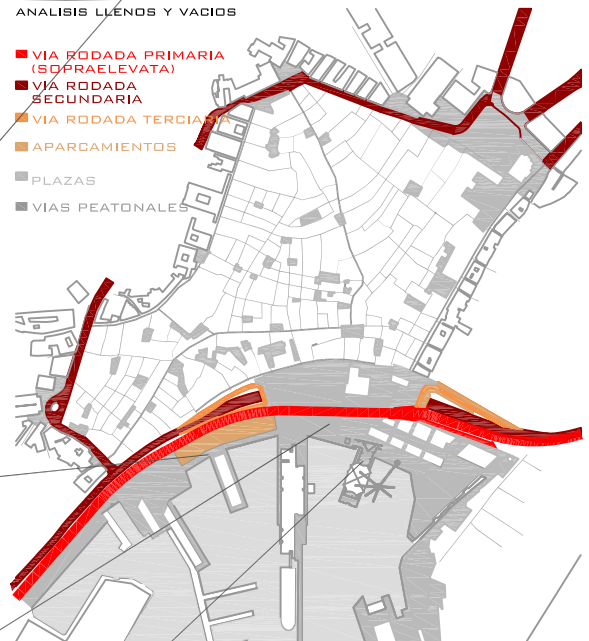 ANALISIS LLENOS Y VACIOS
VIA RODADA PRIMARIA
(SOPRAELEVATA)
VIA RODADA
SECUNDARIA
VIA RODADA TERCIARIA
APARCAMIENTOS
PLAZAS
VIAS PEATONALES